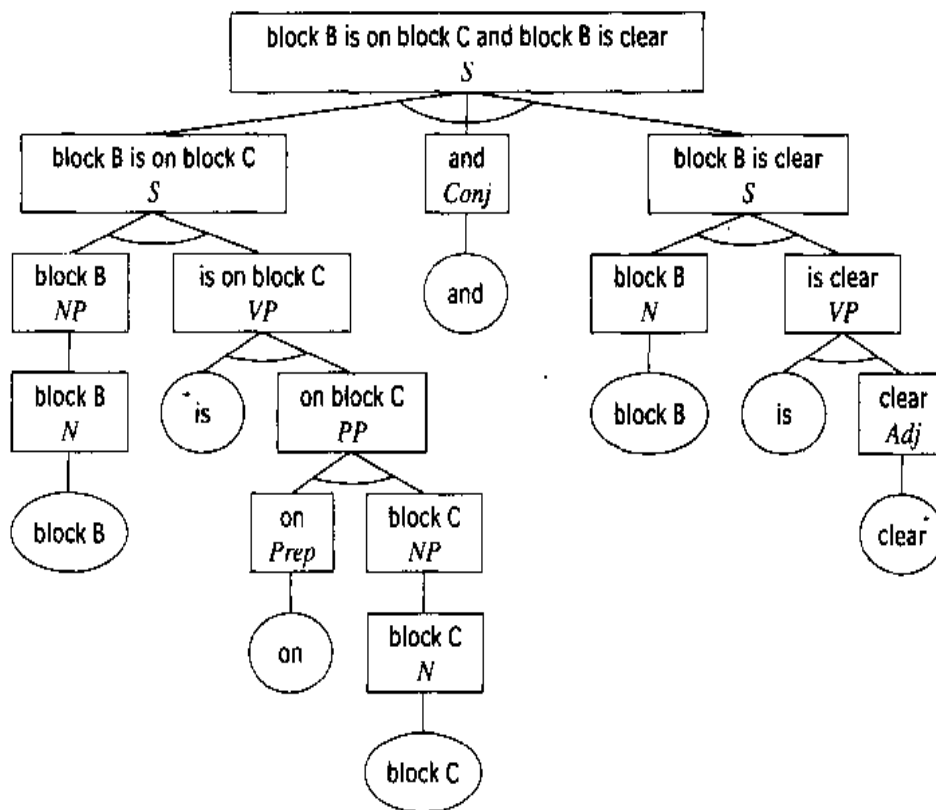 block B is on block C and block B is clear
S
block B is on block C
S
and
Conj
block B is clear
S
block B
NP
is on block C
VP
and
block B
N
is clear
VP
block B
N
is
on block C
PP
block B
is
clear
Adj
block B
on
Prep
block C
NP
clear
on
block C
N
block C